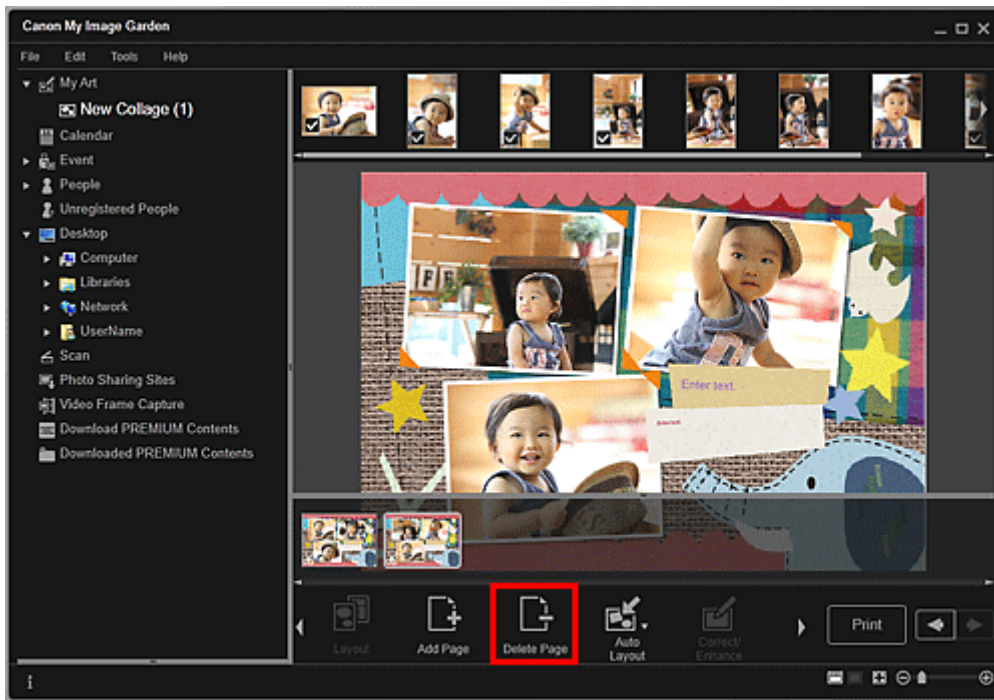 Canon My Image Garden
File Edit Tools Help
My Art
New Collage (1)
Calendar
Event
People
Unregistered People
Desktop
Computer
Libraries
Network
UserName
Scan
Photo Sharing Sites
Video Frame Capture
Download PREMIUM Contents
Downloaded PREMIUM Contents
Enter text.
Layout
Add Page
Delete Page
Auto
Layout
Correct/
Enhance
Print